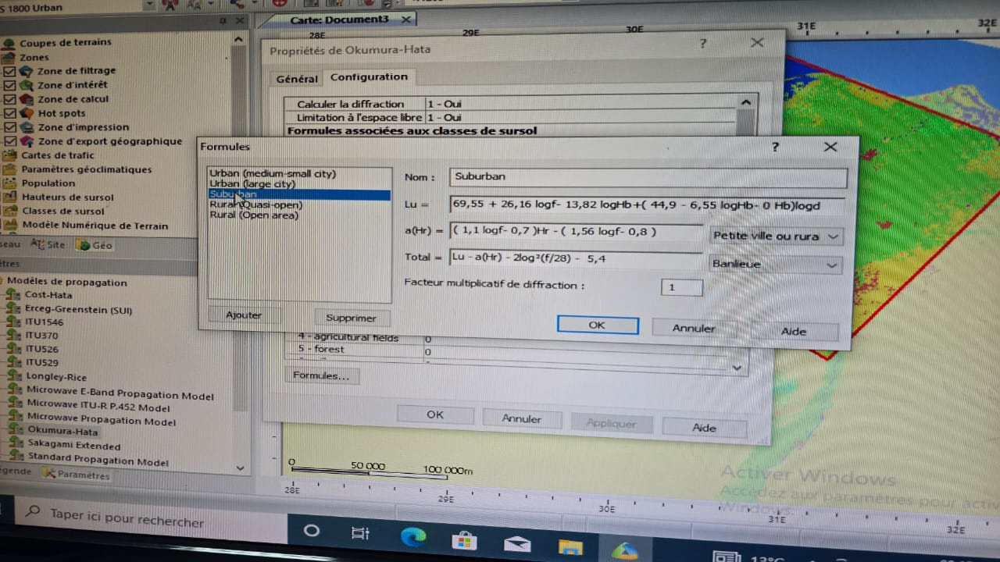 S 1800 Urban
Carte: Document3
28E
29E
30E
31E
32E
Coupes de terrains
Zones
Zone de filtrage
Zone d'intérêt
Zone de calcul
Hot spots
Zone d'impression
Zone d'export géographique
Cartes de trafic
Paramètres géoclimatiques
Population
Hauteurs de sursol
Classes de sursol
Modèle Numérique de Terrain
seau
Site
Géo
ètres
Modèles de propagation
Cost-Hata
Erceg-Greenstein (SUI)
ITU1546
ITU370
ITU526
ITU529
Longley-Rice
Microwave E-Band Propagation Model
Microwave ITU-R P.452 Model
Microwave Propagation Model
Okumura-Hata
Sakagami Extended
Standard Propagation Model
égende
Paramètres
Propriétés de Okumura-Hata
?
Général
Configuration
Calculer la diffraction
1 - Oui
Limitation à l'espace libre
1 - Oui
Formules associées aux classes de sursol
Formules
?
Urban (medium-small city)
Urban (large city)
Suburban
Rural (Quasi-open)
Rural (Open area)
Nom :
Suburban
Lu =
69,55 + 26,16 logf- 13,82 logHb+( 44,9 - 6,55 logHb- 0 Hb)logd
a(Hr) =
( 1,1 logf- 0,7 )Hr - ( 1,56 logf- 0,8 )
Petite ville ou rura
Total =
Lu - a(Hr) - 2log²(f/28) - 5,4
Banlieue
Facteur multiplicatif de diffraction :
1
Ajouter
Supprimer
OK
Annuler
Aide
4 - agricultural fields
0
5 - forest
0
Formules...
OK
Annuler
Appliquer
Aide
0
50 000
100 000m
28E
29E
30E
31E
32E
Activer Windows
Accédez aux paramètres pour activ
Windows.
Taper ici pour rechercher
13°C